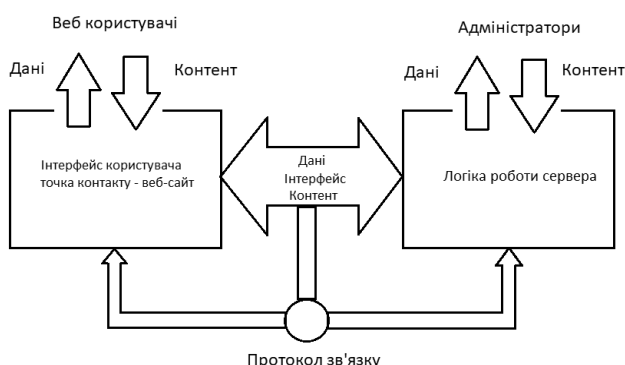 Веб користувачі
Дані
Контент
Інтерфейс користувача
точка контакту - веб-сайт
Дані
Інтерфейс
Контент
Адміністратори
Дані
Контент
Логіка роботи сервера
Протокол зв'язку